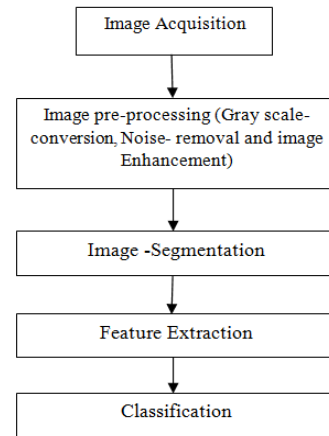 Image Acquisition
Image pre-processing (Gray scale-
conversion, Noise- removal and image
Enhancement)
Image -Segmentation
Feature Extraction
Classification